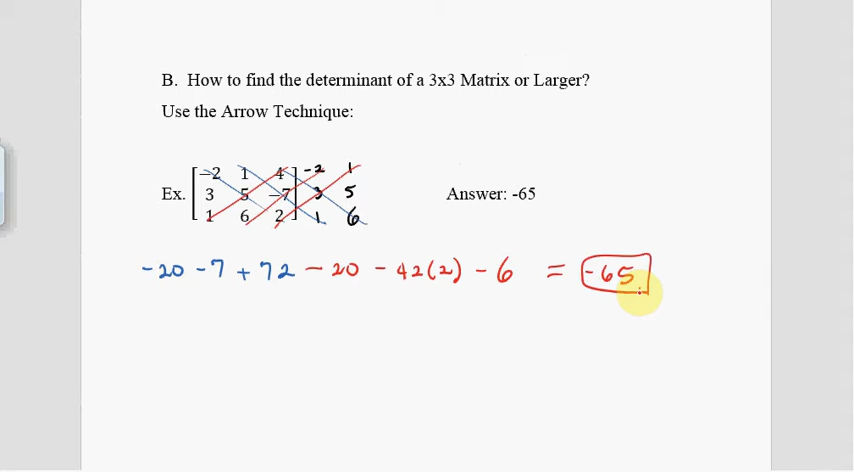 B. How to find the determinant of a 3x3 Matrix or Larger?
Use the Arrow Technique:
-2 1 4 -2 1
Ex. 3 5 -7 3 5 Answer: -65
1 6 2 1 6
-20 -7 + 72 - 20 - 42(2) - 6 = -65